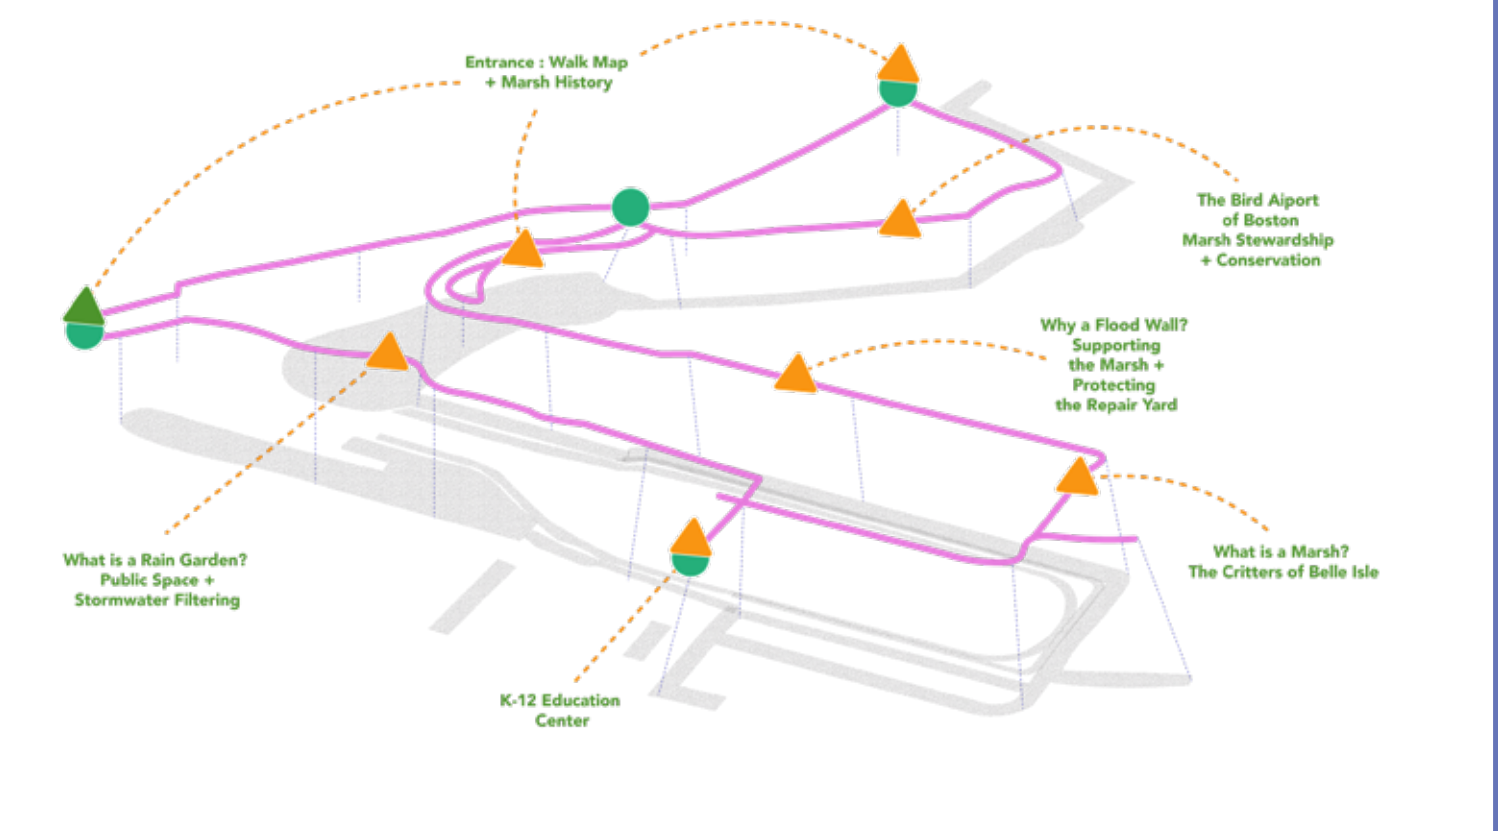 Entrance : Walk Map
+ Marsh History
The Bird Aiport
of Boston
Marsh Stewardship
+ Conservation
Why a Flood Wall?
Supporting
the Marsh +
Protecting
the Repair Yard
What is a Marsh?
The Critters of Belle Isle
What is a Rain Garden?
Public Space +
Stormwater Filtering
K-12 Education
Center